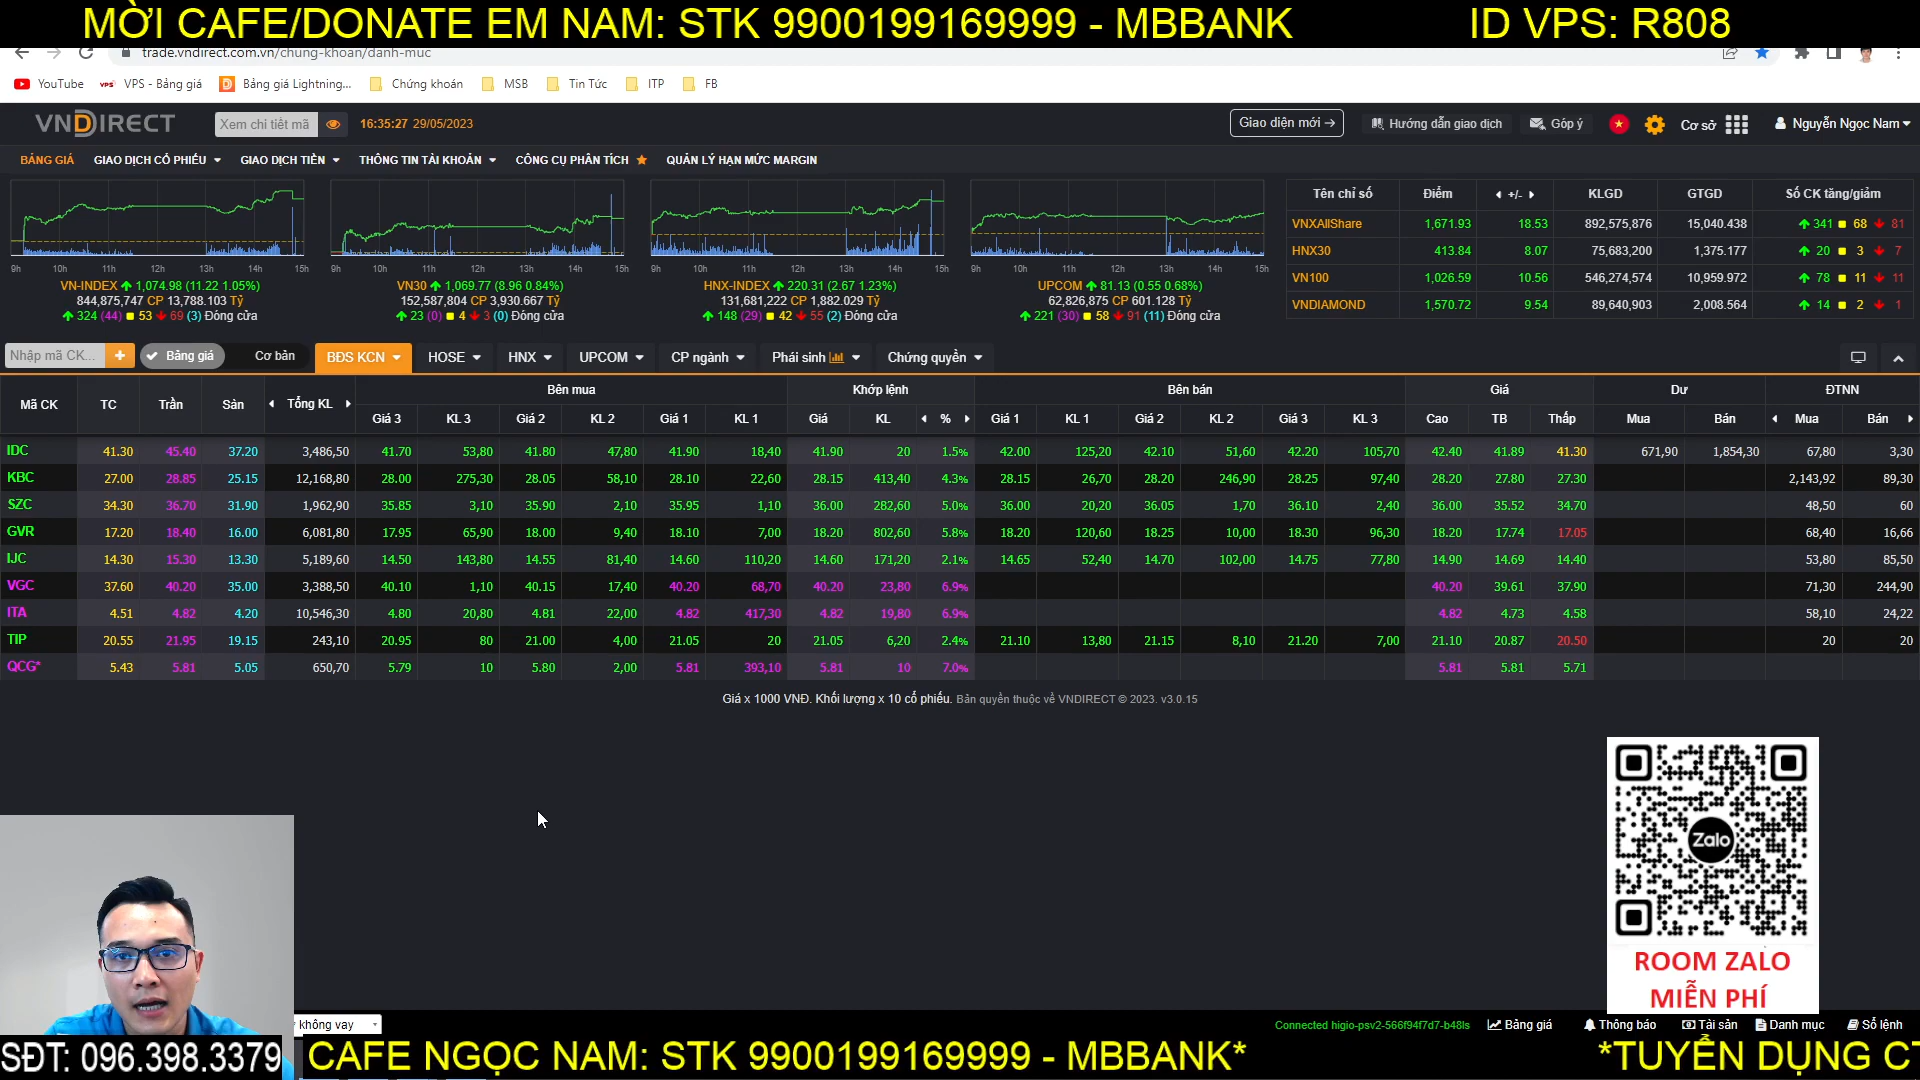 MỜI CAFE/DONATE EM NAM: STK 9900199169999 - MBBANK ID VPS: R808
trade.vndirect.com.vn/chung-khoan/danh-muc
YouTube VPS - Bảng giá Bảng giá Lightning... Chứng khoán MSB Tin Tức ITP FB
VNDIRECT Xem chi tiết mã 16:35:27 29/05/2023 Giao diện mới → Hướng dẫn giao dịch Góp ý Cơ sở Nguyễn Ngọc Nam
BẢNG GIÁ GIAO DỊCH CỔ PHIẾU GIAO DỊCH TIỀN THÔNG TIN TÀI KHOẢN CÔNG CỤ PHÂN TÍCH QUẢN LÝ HẠN MỨC MARGIN
9h 10h 11h 12h 13h 14h 15h
VN-INDEX 1,074.98 (11.22 1.05%)
844,875,747 CP 13,788.103 Tỷ
324 (44) 53 69 (3) Đóng cửa
9h 10h 11h 12h 13h 14h 15h
VN30 1,069.77 (8.96 0.84%)
152,587,804 CP 3,930.667 Tỷ
23 (0) 4 3 (0) Đóng cửa
9h 10h 11h 12h 13h 14h 15h
HNX-INDEX 220.31 (2.67 1.23%)
131,681,222 CP 1,882.029 Tỷ
148 (29) 42 55 (2) Đóng cửa
9h 10h 11h 12h 13h 14h 15h
UPCOM 81.13 (0.55 0.68%)
62,826,875 CP 601.128 Tỷ
221 (30) 58 91 (11) Đóng cửa
Tên chỉ số Điểm +/- KLGD GTGD Số CK tăng/giảm
VNXAllShare 1,671.93 18.53 892,575,876 15,040.438 341 68 81
HNX30 413.84 8.07 75,683,200 1,375.177 20 3 7
VN100 1,026.59 10.56 546,274,574 10,959.972 78 11 11
VNDIAMOND 1,570.72 9.54 89,640,903 2,008.564 14 2 1
Nhập mã CK... + Bảng giá Cơ bản BĐS KCN HOSE HNX UPCOM CP ngành Phái sinh Chứng quyền
Mã CK TC Trần Sàn Tổng KL Bên mua Khớp lệnh Bên bán Giá Dư ĐTNN
Giá 3 KL 3 Giá 2 KL 2 Giá 1 KL 1 Giá KL % Giá 1 KL 1 Giá 2 KL 2 Giá 3 KL 3 Cao TB Thấp Mua Bán Mua Bán
IDC 41.30 45.40 37.20 3,486,50 41.70 53,80 41.80 47,80 41.90 18,40 41.90 20 1.5% 42.00 125,20 42.10 51,60 42.20 105,70 42.40 41.89 41.30 671,90 1,854,30 67,80 3,30
KBC 27.00 28.85 25.15 12,168,80 28.00 275,30 28.05 58,10 28.10 22,60 28.15 413,40 4.3% 28.15 26,70 28.20 246,90 28.25 97,40 28.20 27.80 27.30 2,143,92 89,30
SZC 34.30 36.70 31.90 1,962,90 35.85 3,10 35.90 2,10 35.95 1,10 36.00 282,60 5.0% 36.00 20,20 36.05 1,70 36.10 2,40 36.00 35.52 34.70 48,50 60
GVR 17.20 18.40 16.00 6,081,80 17.95 65,90 18.00 9,40 18.10 7,00 18.20 802,60 5.8% 18.20 120,60 18.25 10,00 18.30 96,30 18.20 17.74 17.05 68,40 16,66
IJC 14.30 15.30 13.30 5,189,60 14.50 143,80 14.55 81,40 14.60 110,20 14.60 171,20 2.1% 14.65 52,40 14.70 102,00 14.75 77,80 14.90 14.69 14.40 53,80 85,50
VGC 37.60 40.20 35.00 3,388,50 40.10 1,10 40.15 17,40 40.20 68,70 40.20 23,80 6.9% 40.20 39.61 37.90 71,30 244,90
ITA 4.51 4.82 4.20 10,546,30 4.80 20,80 4.81 22,00 4.82 417,30 4.82 19,80 6.9% 4.82 4.73 4.58 58,10 24,22
TIP 20.55 21.95 19.15 243,10 20.95 80 21.00 4,00 21.05 20 21.05 6,20 2.4% 21.10 13,80 21.15 8,10 21.20 7,00 21.10 20.87 20.50 20 20
QCG* 5.43 5.81 5.05 650,70 5.79 10 5.80 2,00 5.81 393,10 5.81 10 7.0% 5.81 5.81 5.71
Giá x 1000 VNĐ. Khối lượng x 10 cổ phiếu. Bản quyền thuộc về VNDIRECT © 2023. v3.0.15
Zalo
ROOM ZALO
MIỄN PHÍ
không vay Connected higio-psv2-566f94f7d7-b48ls Bảng giá Thông báo Tài sản Danh mục Sổ lệnh
SĐT: 096.398.3379 CAFE NGỌC NAM: STK 9900199169999 - MBBANK* *TUYỂN DỤNG